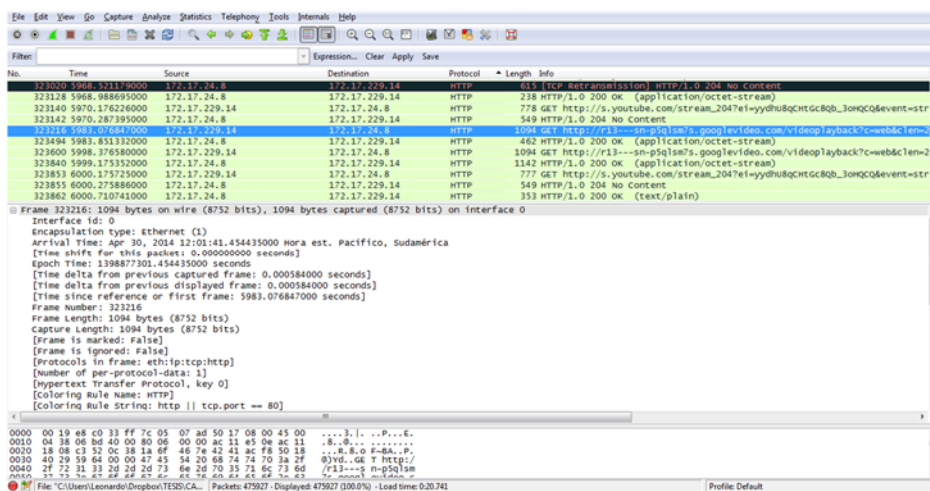 File Edit View Go Capture Analyze Statistics Telephony Tools Internals Help
Filter: Expression... Clear Apply Save
No. Time Source Destination Protocol Length Info
323020 5968.521179000 172.17.24.8 172.17.229.14 HTTP 615 [TCP Retransmission] HTTP/1.0 204 No Content
323128 5968.988695000 172.17.24.8 172.17.229.14 HTTP 238 HTTP/1.0 200 OK (application/octet-stream)
323140 5970.176226000 172.17.229.14 172.17.24.8 HTTP 778 GET http://s.youtube.com/stream_204?ei=yydhU8qCHtGc8Qb_3oHQCQ&event=str
323142 5970.287395000 172.17.24.8 172.17.229.14 HTTP 549 HTTP/1.0 204 No Content
323216 5983.076847000 172.17.229.14 172.17.24.8 HTTP 1094 GET http://r13---sn-p5qlsm7s.googlevideo.com/videoplayback?c=web&clen=2
323494 5983.851332000 172.17.24.8 172.17.229.14 HTTP 462 HTTP/1.0 200 OK (application/octet-stream)
323600 5998.376580000 172.17.229.14 172.17.24.8 HTTP 1094 GET http://r13---sn-p5qlsm7s.googlevideo.com/videoplayback?c=web&clen=2
323840 5999.175352000 172.17.24.8 172.17.229.14 HTTP 1142 HTTP/1.0 200 OK (application/octet-stream)
323853 6000.175725000 172.17.229.14 172.17.24.8 HTTP 777 GET http://s.youtube.com/stream_204?ei=yydhU8qCHtGc8Qb_3oHQCQ&event=str
323855 6000.275886000 172.17.24.8 172.17.229.14 HTTP 549 HTTP/1.0 204 No Content
323862 6000.710741000 172.17.24.8 172.17.229.14 HTTP 353 HTTP/1.0 200 OK (text/plain)
Frame 323216: 1094 bytes on wire (8752 bits), 1094 bytes captured (8752 bits) on interface 0
Interface id: 0
Encapsulation type: Ethernet (1)
Arrival Time: Apr 30, 2014 12:01:41.454435000 Hora est. Pacífico, Sudamérica
[Time shift for this packet: 0.000000000 seconds]
Epoch Time: 1398877301.454435000 seconds
[Time delta from previous captured frame: 0.000584000 seconds]
[Time delta from previous displayed frame: 0.000584000 seconds]
[Time since reference or first frame: 5983.076847000 seconds]
Frame Number: 323216
Frame Length: 1094 bytes (8752 bits)
Capture Length: 1094 bytes (8752 bits)
[Frame is marked: False]
[Frame is ignored: False]
[Protocols in frame: eth:ip:tcp:http]
[Number of per-protocol-data: 1]
[Hypertext Transfer Protocol, key 0]
[Coloring Rule Name: HTTP]
[Coloring Rule String: http || tcp.port == 80]
0000 00 19 e8 c0 33 ff 7c 05 07 ad 50 17 08 00 45 00 ....3.|. ..P...E.
0010 04 38 06 bd 40 00 80 06 00 00 ac 11 e5 0e ac 11 .8..@... ........
0020 18 08 c3 52 0c 38 1a 6f 46 7e 42 41 ac f8 50 18 ...R.8.o F~BA..P.
0030 40 29 59 64 00 00 47 45 54 20 68 74 74 70 3a 2f @)Yd..GE T http:/
0040 2f 72 31 33 2d 2d 2d 73 6e 2d 70 35 71 6c 73 6d /r13---s n-p5qlsm
File: "C:\Users\Leonardo\Dropbox\TESIS\CA... Packets: 475927 · Displayed: 475927 (100.0%) · Load time: 0:20.741 Profile: Default